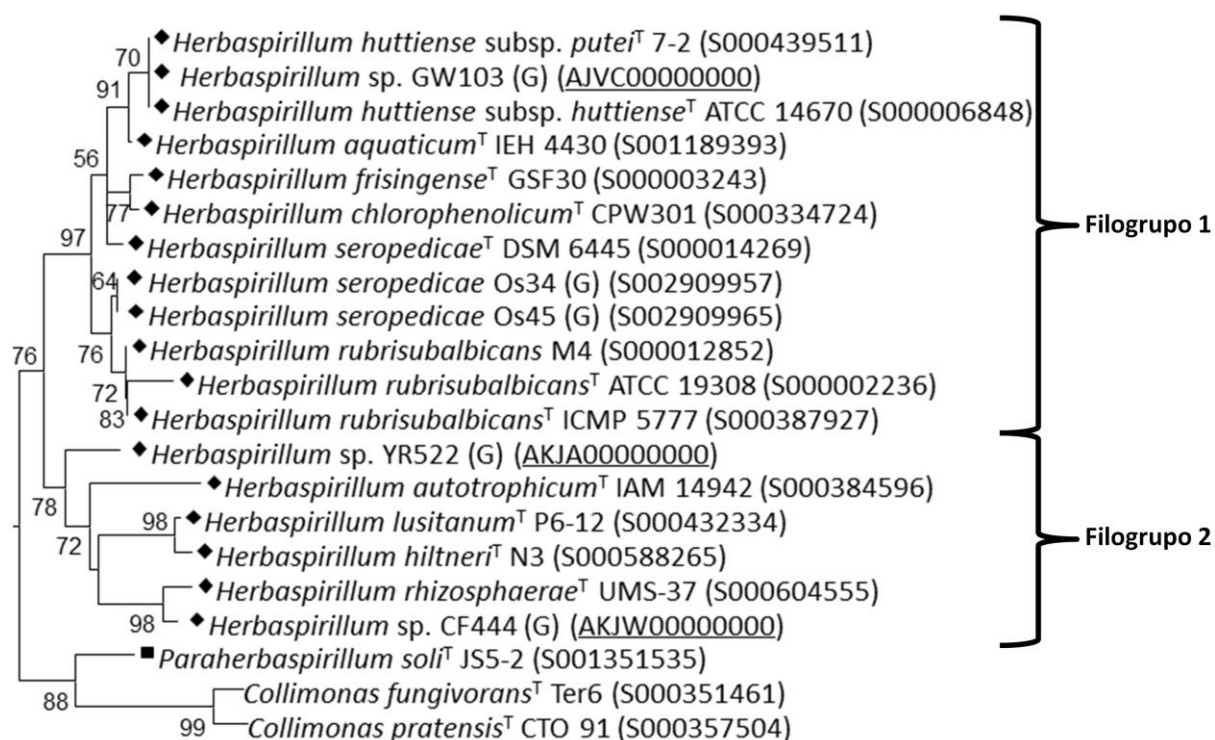 70
Herbaspirillum huttiense subsp. puteiᵀ 7-2 (S000439511)
91
Herbaspirillum sp. GW103 (G) (AJVC00000000)
Herbaspirillum huttiense subsp. huttienseᵀ ATCC 14670 (S000006848)
56
Herbaspirillum aquaticumᵀ IEH 4430 (S001189393)
Herbaspirillum frisingenseᵀ GSF30 (S000003243)
77
Herbaspirillum chlorophenolicumᵀ CPW301 (S000334724)
Filogrupo 1
97
Herbaspirillum seropedicaeᵀ DSM 6445 (S000014269)
64
Herbaspirillum seropedicae Os34 (G) (S002909957)
Herbaspirillum seropedicae Os45 (G) (S002909965)
76
76
Herbaspirillum rubrisubalbicans M4 (S000012852)
72
Herbaspirillum rubrisubalbicansᵀ ATCC 19308 (S000002236)
83
Herbaspirillum rubrisubalbicansᵀ ICMP 5777 (S000387927)
Herbaspirillum sp. YR522 (G) (AKJA00000000)
78
Herbaspirillum autotrophicumᵀ IAM 14942 (S000384596)
98
Herbaspirillum lusitanumᵀ P6-12 (S000432334)
Filogrupo 2
72
Herbaspirillum hiltneriᵀ N3 (S000588265)
Herbaspirillum rhizosphaeraeᵀ UMS-37 (S000604555)
98
Herbaspirillum sp. CF444 (G) (AKJW00000000)
Paraherbaspirillum soliᵀ JS5-2 (S001351535)
88
Collimonas fungivoransᵀ Ter6 (S000351461)
99
Collimonas pratensisᵀ CTO 91 (S000357504)